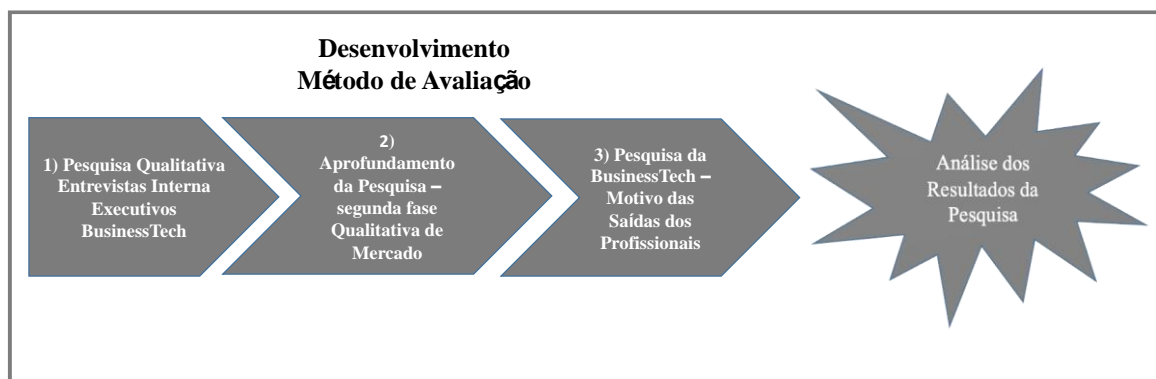 Desenvolvimento
Método de Avaliação
1) Pesquisa Qualitativa
Entrevistas Interna
Executivos
BusinessTech
2)
Aprofundamento
da Pesquisa –
segunda fase
Qualitativa de
Mercado
3) Pesquisa da
BusinessTech –
Motivo das
Saídas dos
Profissionais
Análise dos
Resultados da
Pesquisa